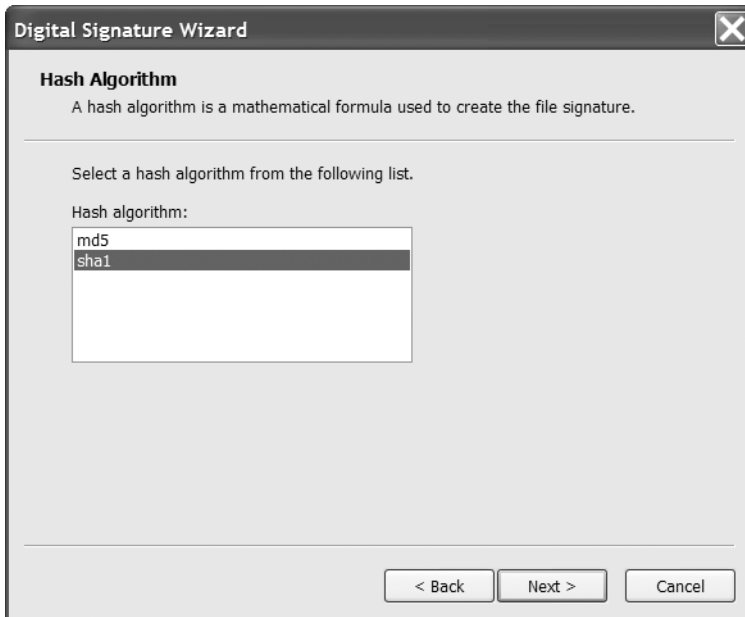 Digital Signature Wizard
Hash Algorithm
A hash algorithm is a mathematical formula used to create the file signature.
Select a hash algorithm from the following list.
Hash algorithm:
md5
sha1
< Back Next > Cancel